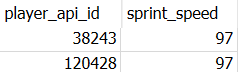 player_api_id sprint_speed
38243 97
120428 97